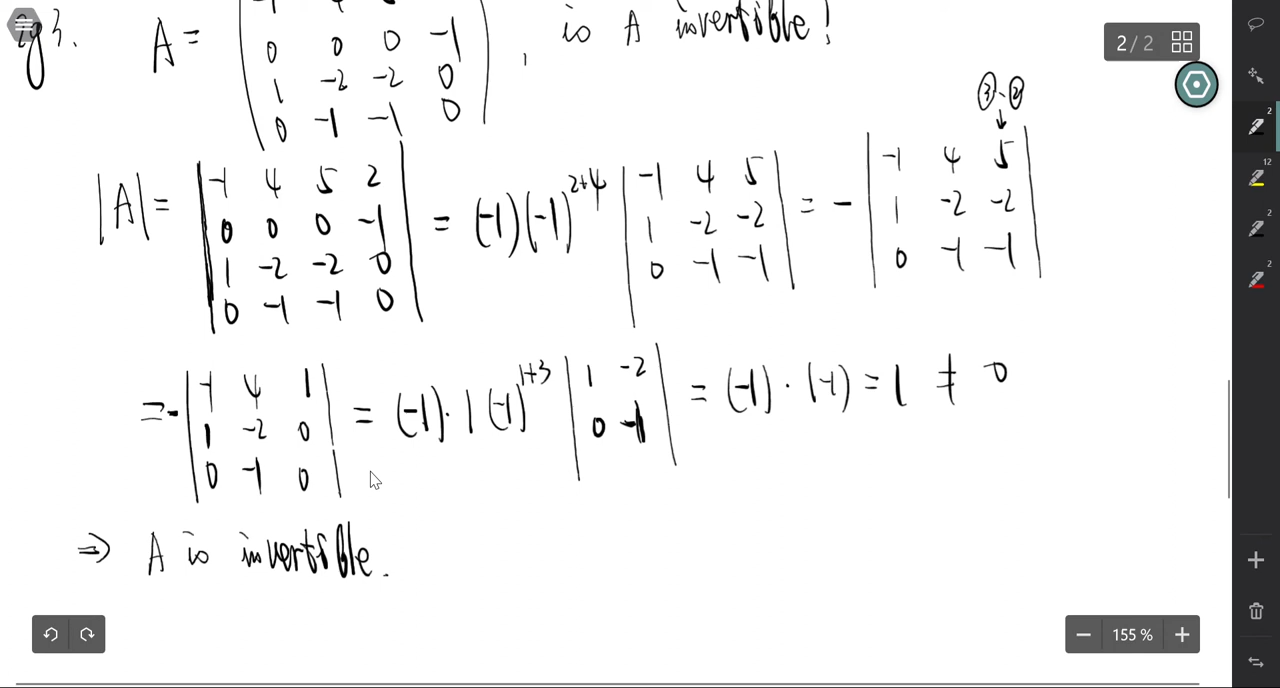 eg 3. A = , is A invertible?
0 0 0 -1
1 -2 -2 0
0 -1 -1 0
2 / 2
③ - ②
|A| = | -1 4 5 2 | = (-1)(-1)^{2+4} | -1 4 5 | = - | -1 4 5 |
| 0 0 0 -1 | | 1 -2 -2 | | 1 -2 -2 |
| 1 -2 -2 0 | | 0 -1 -1 | | 0 -1 -1 |
| 0 -1 -1 0 |
= - | -1 4 1 | = (-1) · 1 (-1)^{1+3} | 1 -2 | = (-1) · (-1) = 1 ≠ 0
| 1 -2 0 | | 0 -1 |
| 0 -1 0 |
⇒ A is invertible.
155 %
2
12
2
2